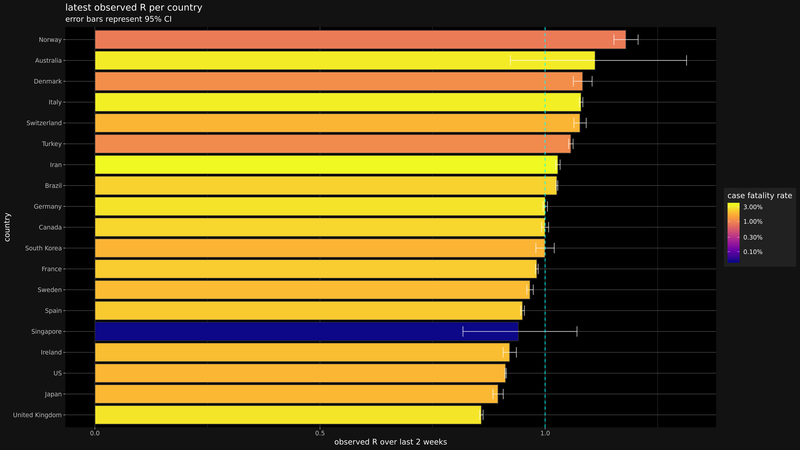 latest observed R per country
error bars represent 95% CI
country
Norway
Australia
Denmark
Italy
Switzerland
Turkey
Iran
Brazil
Germany
Canada
South Korea
France
Sweden
Spain
Singapore
Ireland
US
Japan
United Kingdom
0.0
0.5
1.0
observed R over last 2 weeks
case fatality rate
3.00%
1.00%
0.30%
0.10%